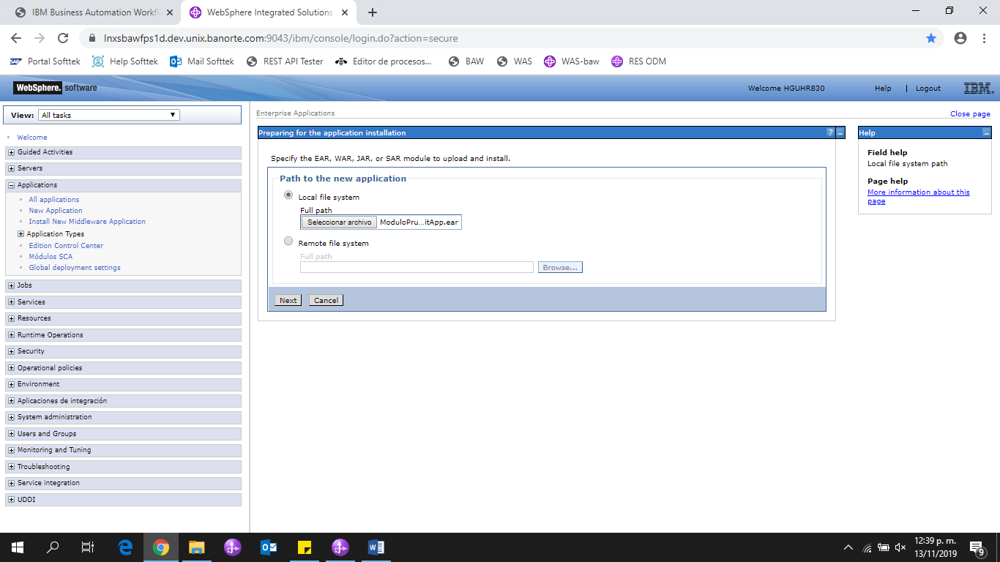 IBM Business Automation Workfl
WebSphere Integrated Solutions
lnxsbawfps1d.dev.unix.banorte.com:9043/ibm/console/login.do?action=secure
SAP Portal Softtek
Help Softtek
Mail Softtek
REST API Tester
Editor de procesos...
BAW
WAS
WAS-baw
RES ODM
WebSphere. software
Welcome HGUHR830
Help | Logout
IBM.
View: All tasks
Welcome
Guided Activities
Servers
Applications
All applications
New Application
Install New Middleware Application
Application Types
Edition Control Center
Módulos SCA
Global deployment settings
Jobs
Services
Resources
Runtime Operations
Security
Operational policies
Environment
Aplicaciones de integración
System administration
Users and Groups
Monitoring and Tuning
Troubleshooting
Service integration
UDDI
Enterprise Applications
Close page
Preparing for the application installation
?
Specify the EAR, WAR, JAR, or SAR module to upload and install.
Path to the new application
Local file system
Full path
Seleccionar archivo ModuloPru...itApp.ear
Remote file system
Full path
Browse...
Next Cancel
Help
Field help
Local file system path
Page help
More information about this
page
12:39 p. m.
13/11/2019
9